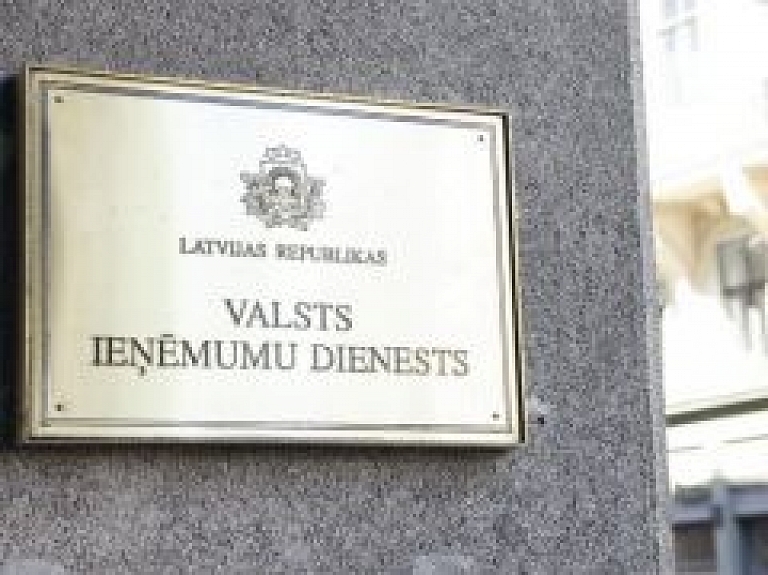 LATVIJAS REPUBLIKAS
VALSTS
IEŅĒMUMU DIENESTS